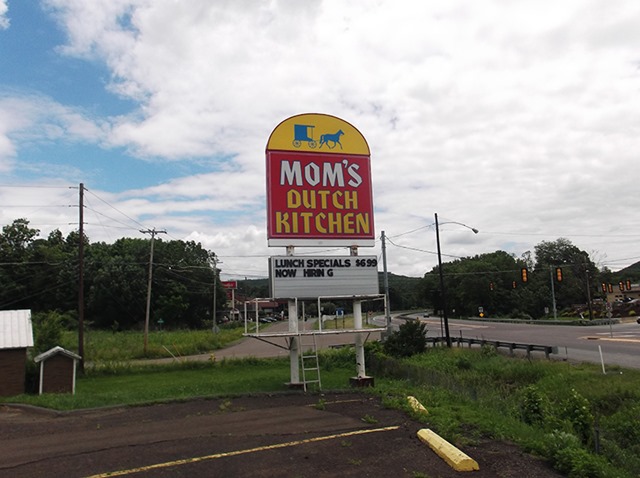 MOM'S
DUTCH
KITCHEN
LUNCH SPECIALS $699
NOW HIRIN G